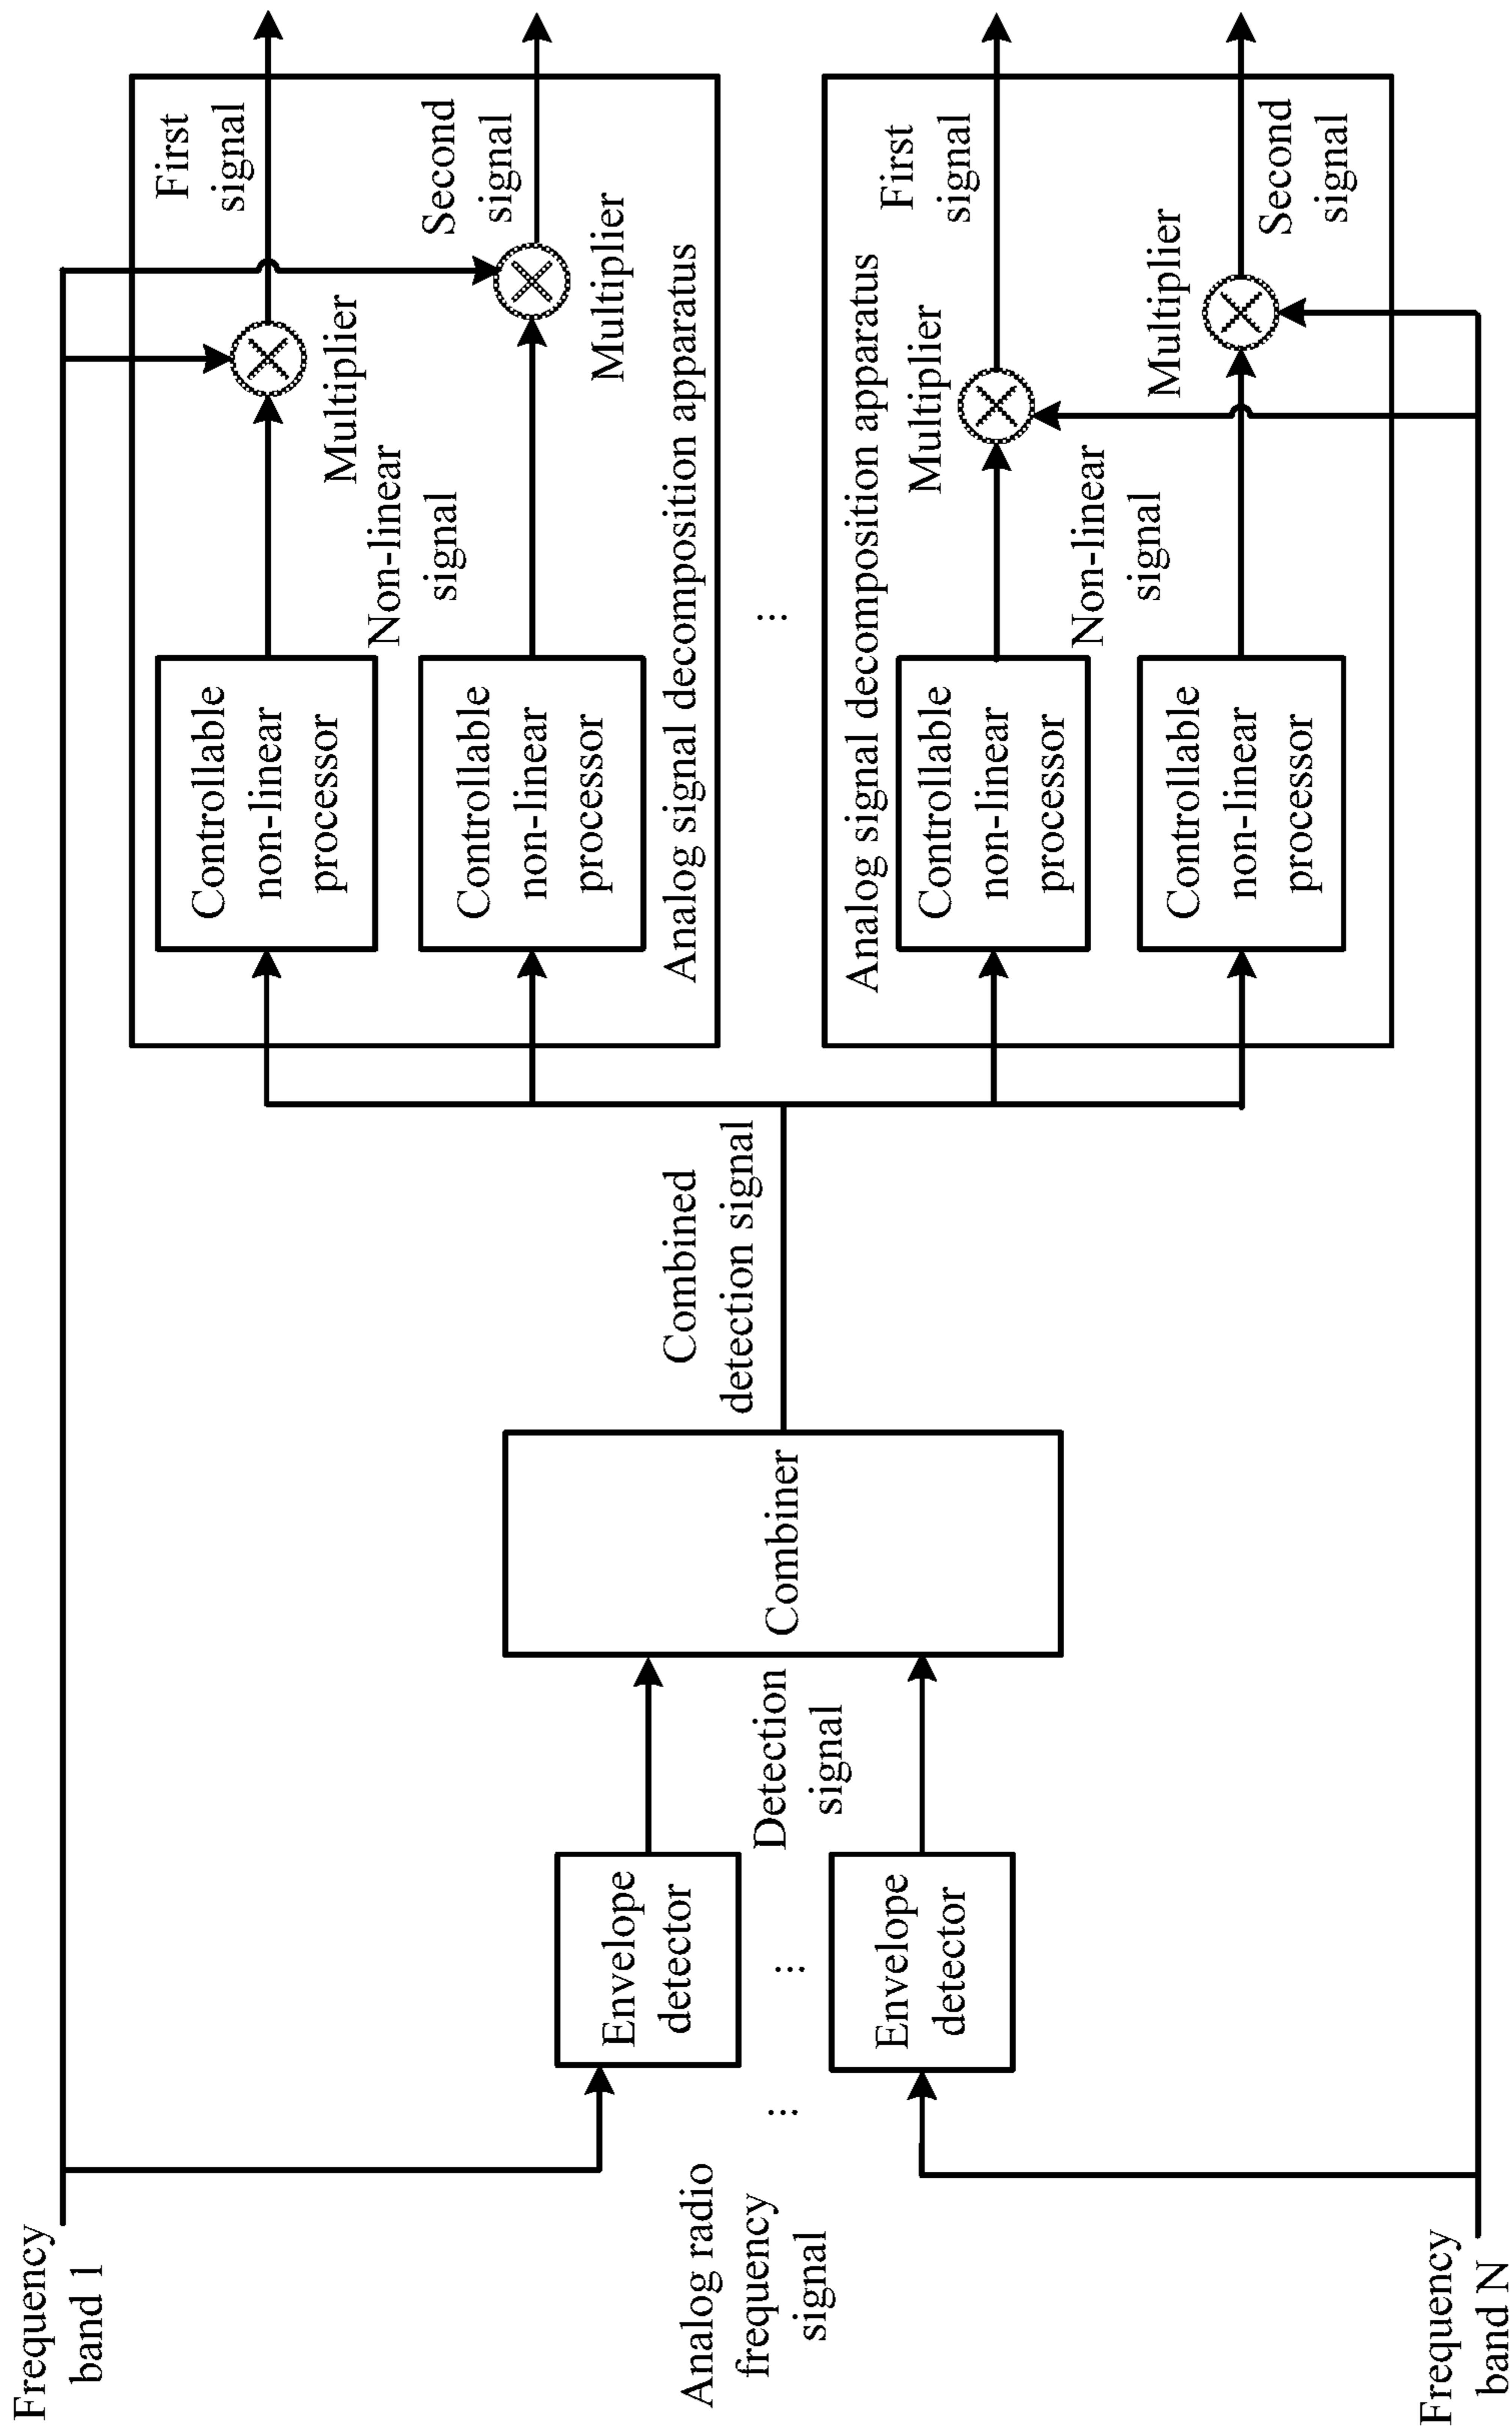 Frequency
band 1
Analog radio
frequency
signal
Frequency
band N
Envelope
detector
Envelope
detector
Detection
signal
Combiner
Combined
detection signal
Controllable
non-linear
processor
Non-linear
signal
Multiplier
First
signal
Controllable
non-linear
processor
Multiplier
Second
signal
Analog signal decomposition apparatus
Analog signal decomposition apparatus
Controllable
non-linear
processor
Non-linear
signal
Multiplier
First
signal
Controllable
non-linear
processor
Multiplier
Second
signal